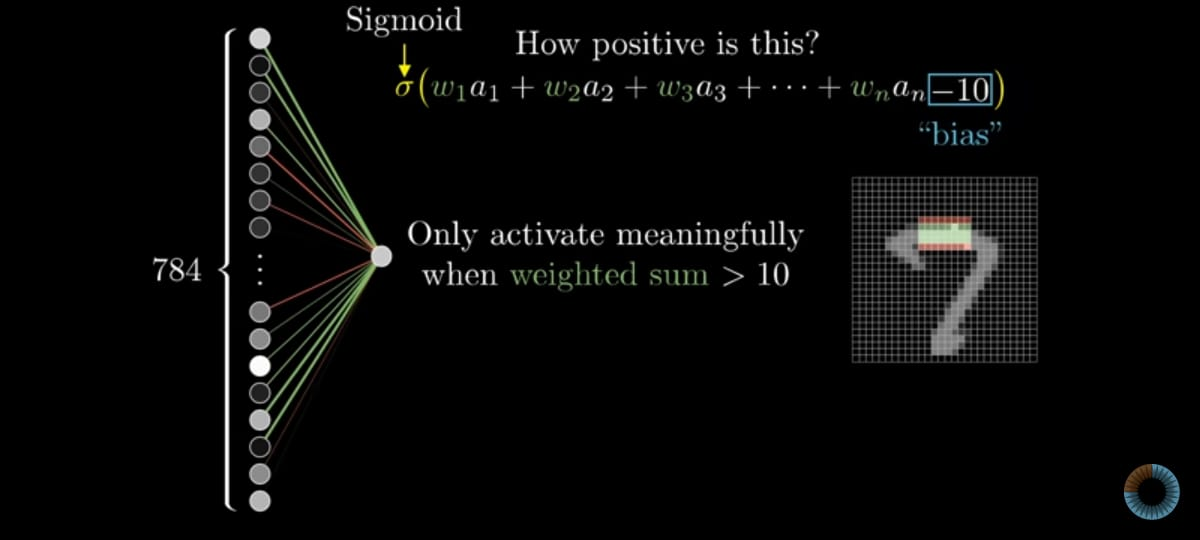 Sigmoid
How positive is this?
σ(w₁a₁ + w₂a₂ + w₃a₃ + ⋯ + wₙaₙ −10)
“bias”
784
Only activate meaningfully
when weighted sum > 10